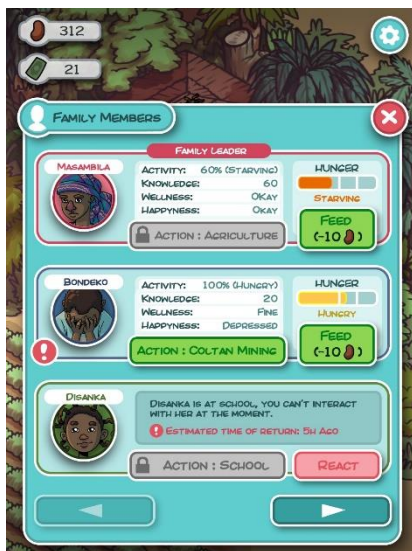 312
21
FAMILY MEMBERS
FAMILY LEADER
MASAMBILA
ACTIVITY: 60% (STARVING)
KNOWLEDGE: 60
WELLNESS: OKAY
HAPPYNESS: OKAY
ACTION : AGRICULTURE
HUNGER
STARVING
FEED
(-10 )
BONDEKO
ACTIVITY: 100% (HUNGRY)
KNOWLEDGE: 20
WELLNESS: FINE
HAPPYNESS: DEPRESSED
ACTION : COLTAN MINING
HUNGER
HUNGRY
FEED
(-10 )
DISANKA
DISANKA IS AT SCHOOL, YOU CAN'T INTERACT
WITH HER AT THE MOMENT.
ESTIMATED TIME OF RETURN: 5H AGO
ACTION : SCHOOL
REACT